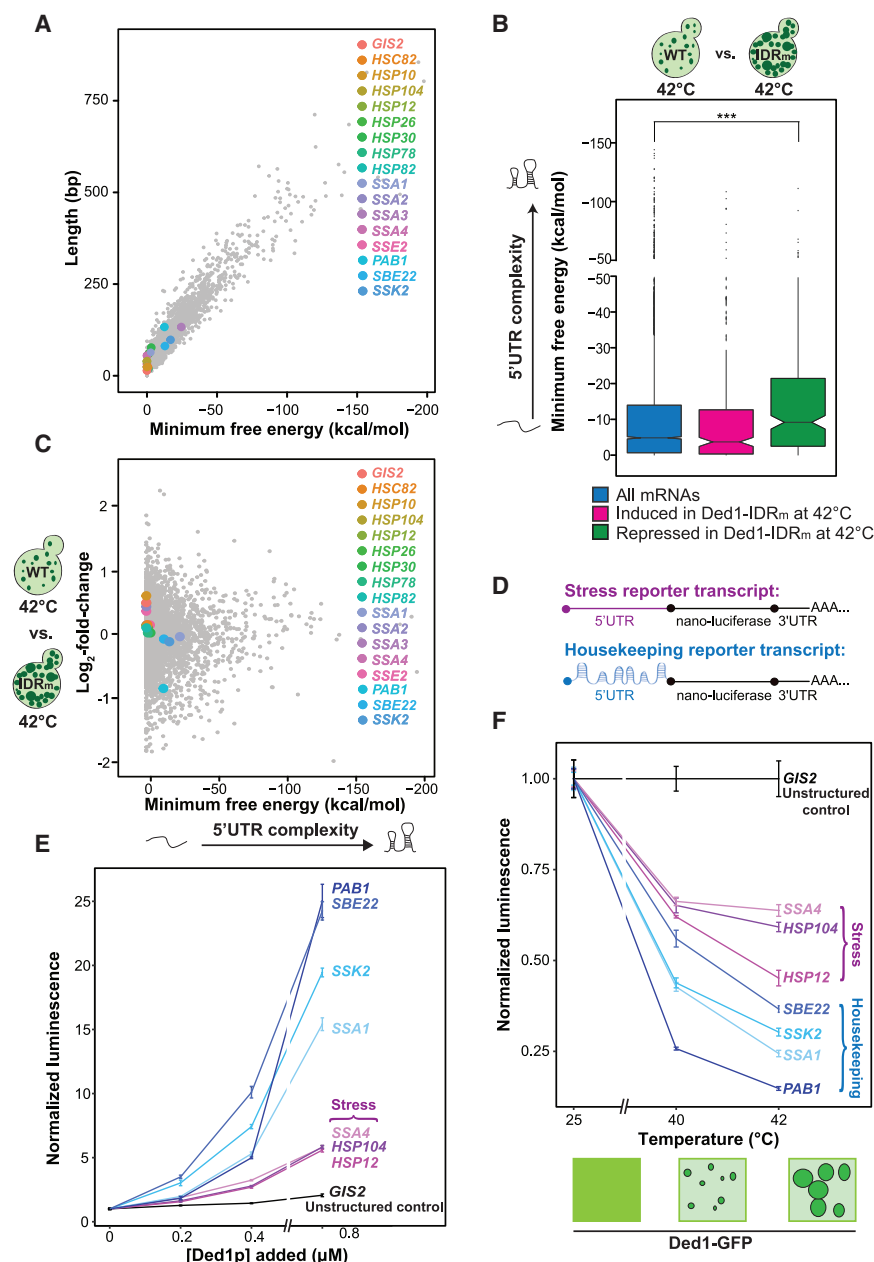 A
Length (bp)
750
500
250
0
GIS2
HSC82
HSP10
HSP104
HSP12
HSP26
HSP30
HSP78
HSP82
SSA1
SSA2
SSA3
SSA4
SSE2
PAB1
SBE22
SSK2
0
−50
−100
−150
−200
Minimum free energy (kcal/mol)
B
WT
vs.
IDRm
42°C
42°C
***
5'UTR complexity
Minimum free energy (kcal/mol)
−150
−100
−50
−50
−40
−30
−20
−10
0
All mRNAs
Induced in Ded1-IDRm at 42°C
Repressed in Ded1-IDRm at 42°C
C
WT
42°C
vs.
IDRm
42°C
Log2-fold-change
2
1
0
-1
-2
GIS2
HSC82
HSP10
HSP104
HSP12
HSP26
HSP30
HSP78
HSP82
SSA1
SSA2
SSA3
SSA4
SSE2
PAB1
SBE22
SSK2
0
−50
−100
−150
−200
Minimum free energy (kcal/mol)
5'UTR complexity
D
Stress reporter transcript:
5'UTR
nano-luciferase
3'UTR
AAA...
Housekeeping reporter transcript:
5'UTR
nano-luciferase
3'UTR
AAA...
E
Normalized luminescence
25
20
15
10
5
0
PAB1
SBE22
SSK2
SSA1
Stress
SSA4
HSP104
HSP12
GIS2
Unstructured control
0
0.2
0.4
0.8
[Ded1p] added (µM)
F
Normalized luminescence
1.00
0.75
0.50
0.25
GIS2
Unstructured
control
SSA4
HSP104
HSP12
Stress
SBE22
SSK2
SSA1
PAB1
Housekeeping
25
40
42
Temperature (°C)
Ded1-GFP